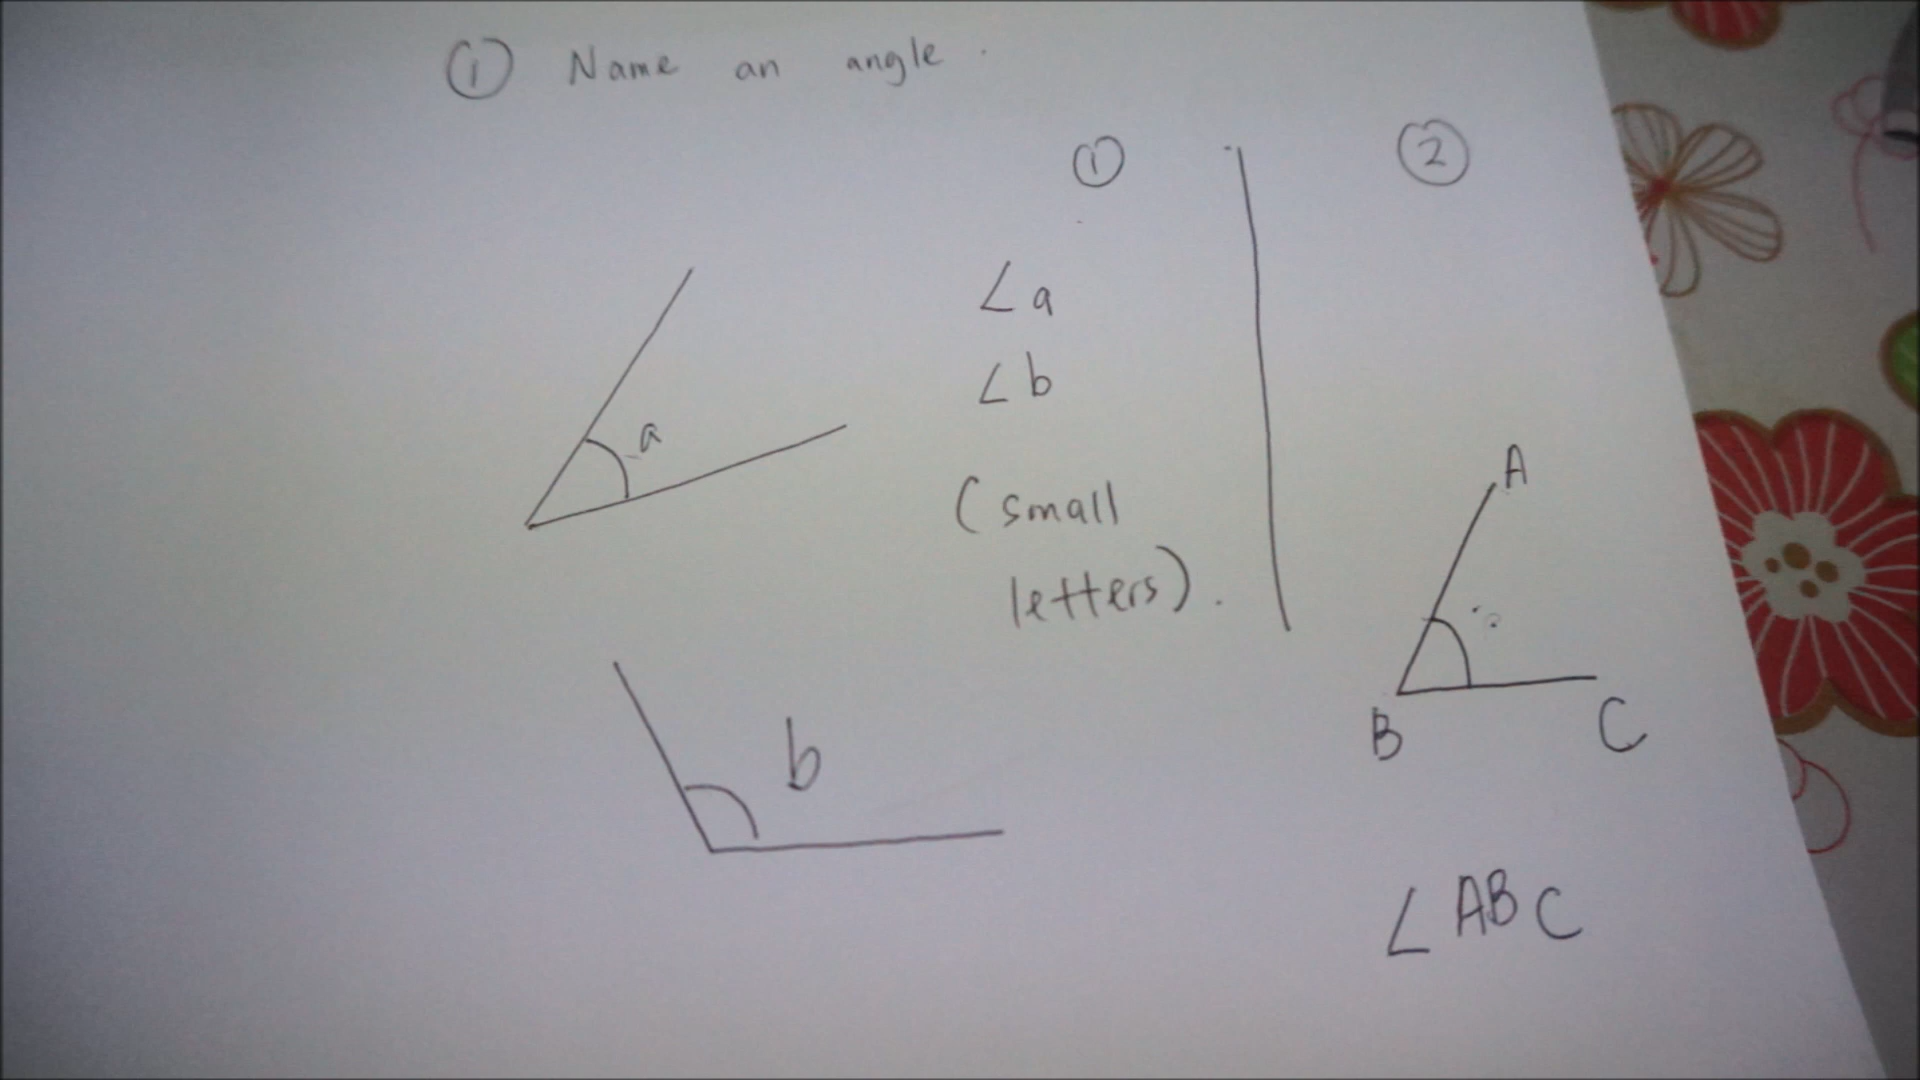 ① Name an angle.
①
②
∠a
∠b
(small
letters).
a
b
A
B
C
∠ABC